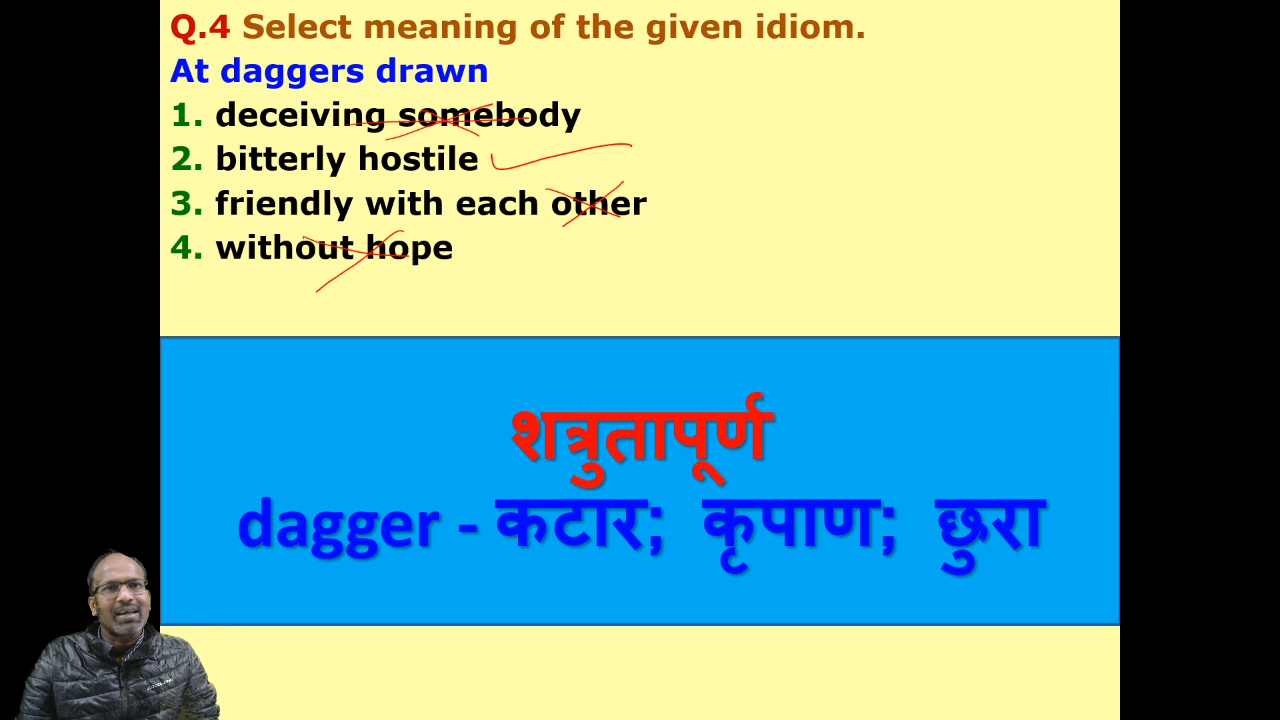 Q.4 Select meaning of the given idiom.
At daggers drawn
1. deceiving somebody
2. bitterly hostile
3. friendly with each other
4. without hope
शत्रुतापूर्ण
dagger - कटार; कृपाण; छुरा